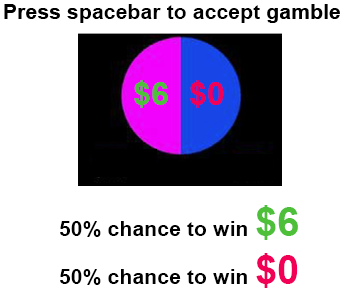 Press spacebar to accept gamble
$6 $0
50% chance to win $6
50% chance to win $0